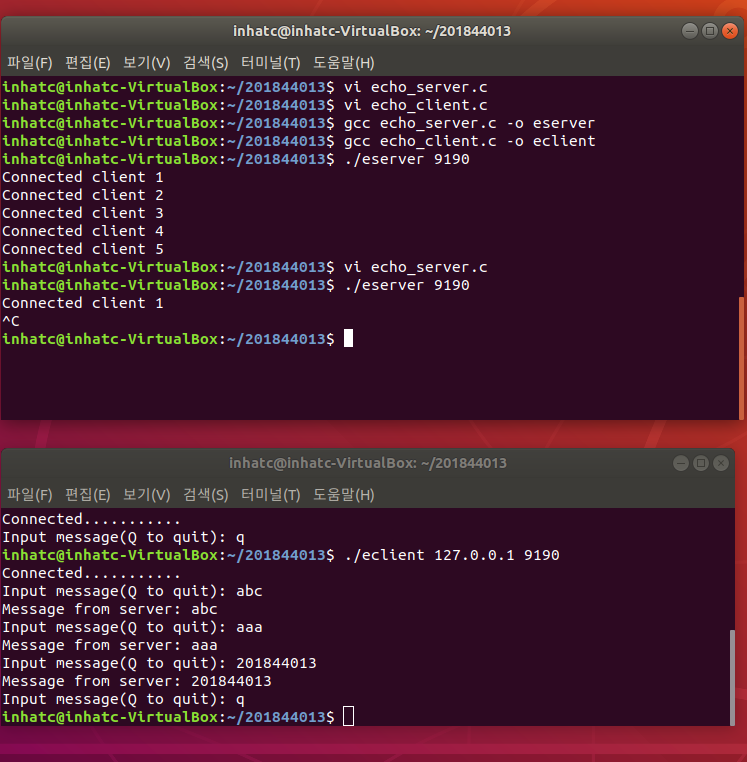 inhatc@inhatc-VirtualBox: ~/201844013
파일(F) 편집(E) 보기(V) 검색(S) 터미널(T) 도움말(H)
inhatc@inhatc-VirtualBox:~/201844013$ vi echo_server.c
inhatc@inhatc-VirtualBox:~/201844013$ vi echo_client.c
inhatc@inhatc-VirtualBox:~/201844013$ gcc echo_server.c -o eserver
inhatc@inhatc-VirtualBox:~/201844013$ gcc echo_client.c -o eclient
inhatc@inhatc-VirtualBox:~/201844013$ ./eserver 9190
Connected client 1
Connected client 2
Connected client 3
Connected client 4
Connected client 5
inhatc@inhatc-VirtualBox:~/201844013$ vi echo_server.c
inhatc@inhatc-VirtualBox:~/201844013$ ./eserver 9190
Connected client 1
^C
inhatc@inhatc-VirtualBox:~/201844013$
inhatc@inhatc-VirtualBox: ~/201844013
파일(F) 편집(E) 보기(V) 검색(S) 터미널(T) 도움말(H)
Connected...........
Input message(Q to quit): q
inhatc@inhatc-VirtualBox:~/201844013$ ./eclient 127.0.0.1 9190
Connected...........
Input message(Q to quit): abc
Message from server: abc
Input message(Q to quit): aaa
Message from server: aaa
Input message(Q to quit): 201844013
Message from server: 201844013
Input message(Q to quit): q
inhatc@inhatc-VirtualBox:~/201844013$